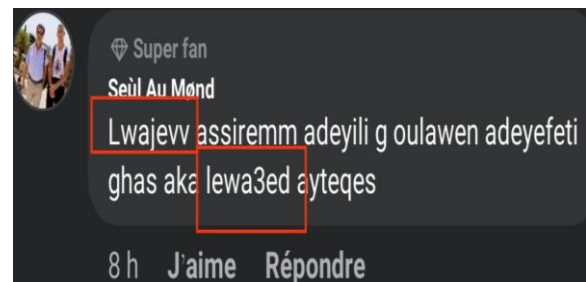 Super fan
Seùl Au Mønd
Lwajevv assiremm adeyili g oulawen adeyefeti
ghas aka lewa3ed ayteqes
8 h J'aime Répondre